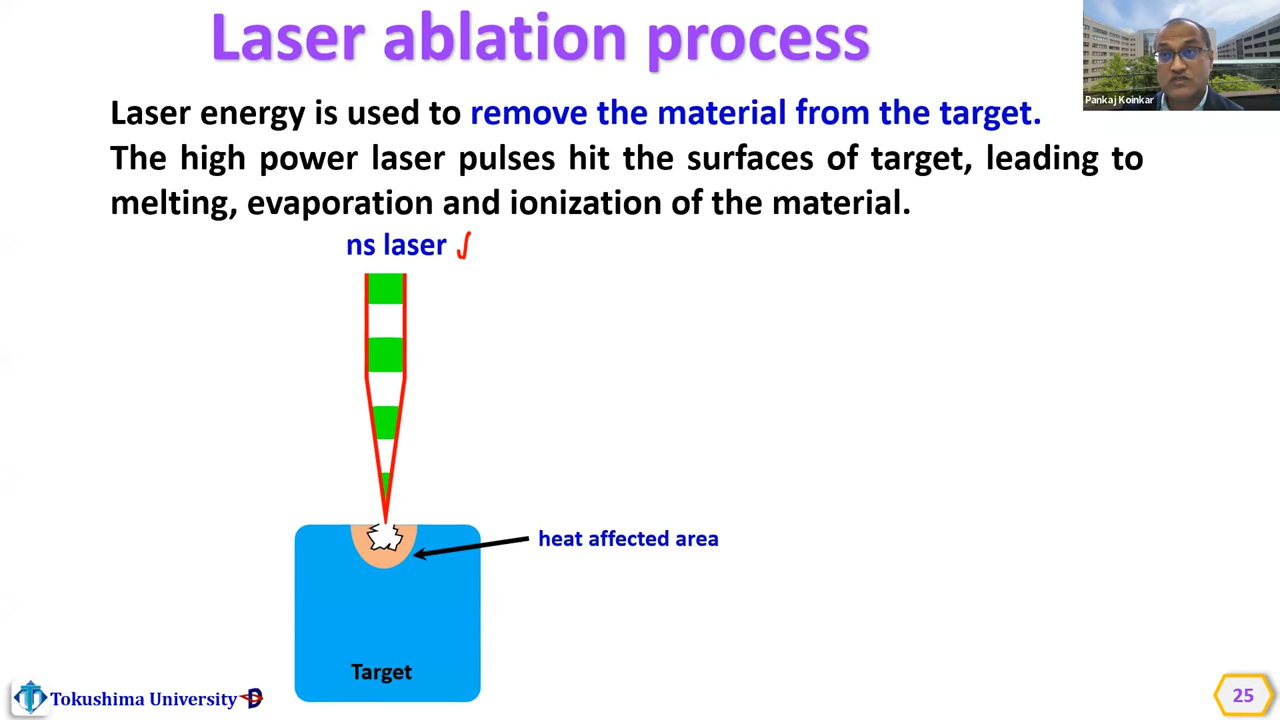 Laser ablation process
Pankaj Koinkar
Laser energy is used to remove the material from the target.
The high power laser pulses hit the surfaces of target, leading to
melting, evaporation and ionization of the material.
ns laser
heat affected area
Target
Tokushima University
25